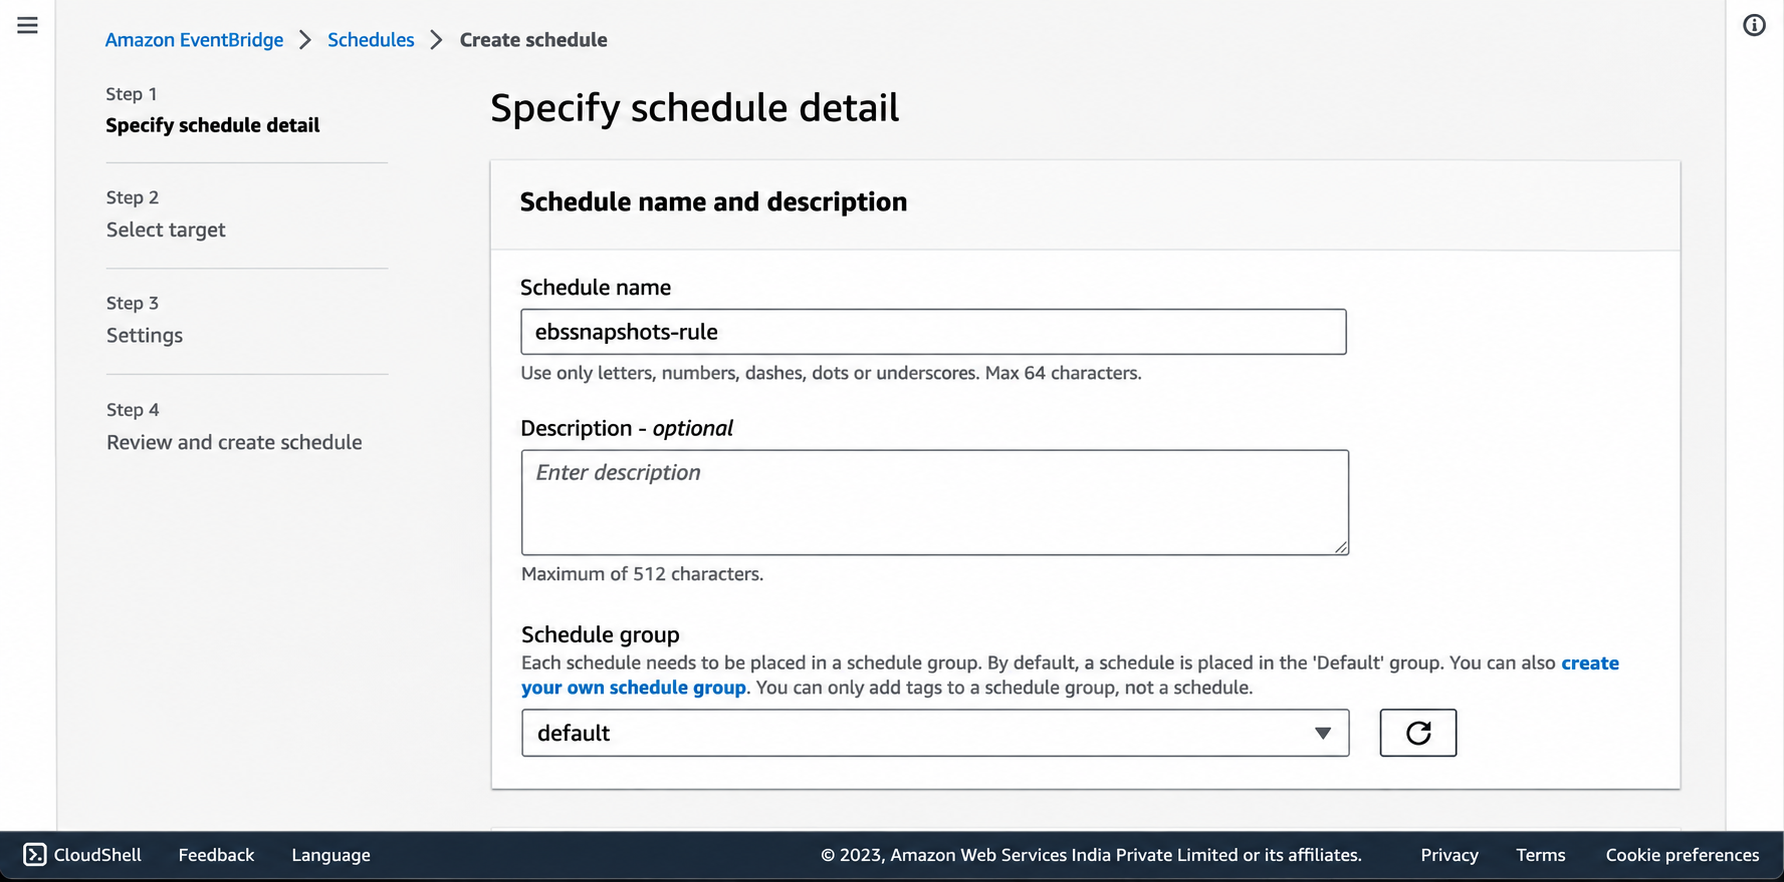 Amazon EventBridge > Schedules > Create schedule
Step 1
Specify schedule detail
Step 2
Select target
Step 3
Settings
Step 4
Review and create schedule
Specify schedule detail
Schedule name and description
Schedule name
ebssnapshots-rule
Use only letters, numbers, dashes, dots or underscores. Max 64 characters.
Description - optional
Enter description
Maximum of 512 characters.
Schedule group
Each schedule needs to be placed in a schedule group. By default, a schedule is placed in the 'Default' group. You can also create
your own schedule group. You can only add tags to a schedule group, not a schedule.
default
CloudShell Feedback Language © 2023, Amazon Web Services India Private Limited or its affiliates. Privacy Terms Cookie preferences